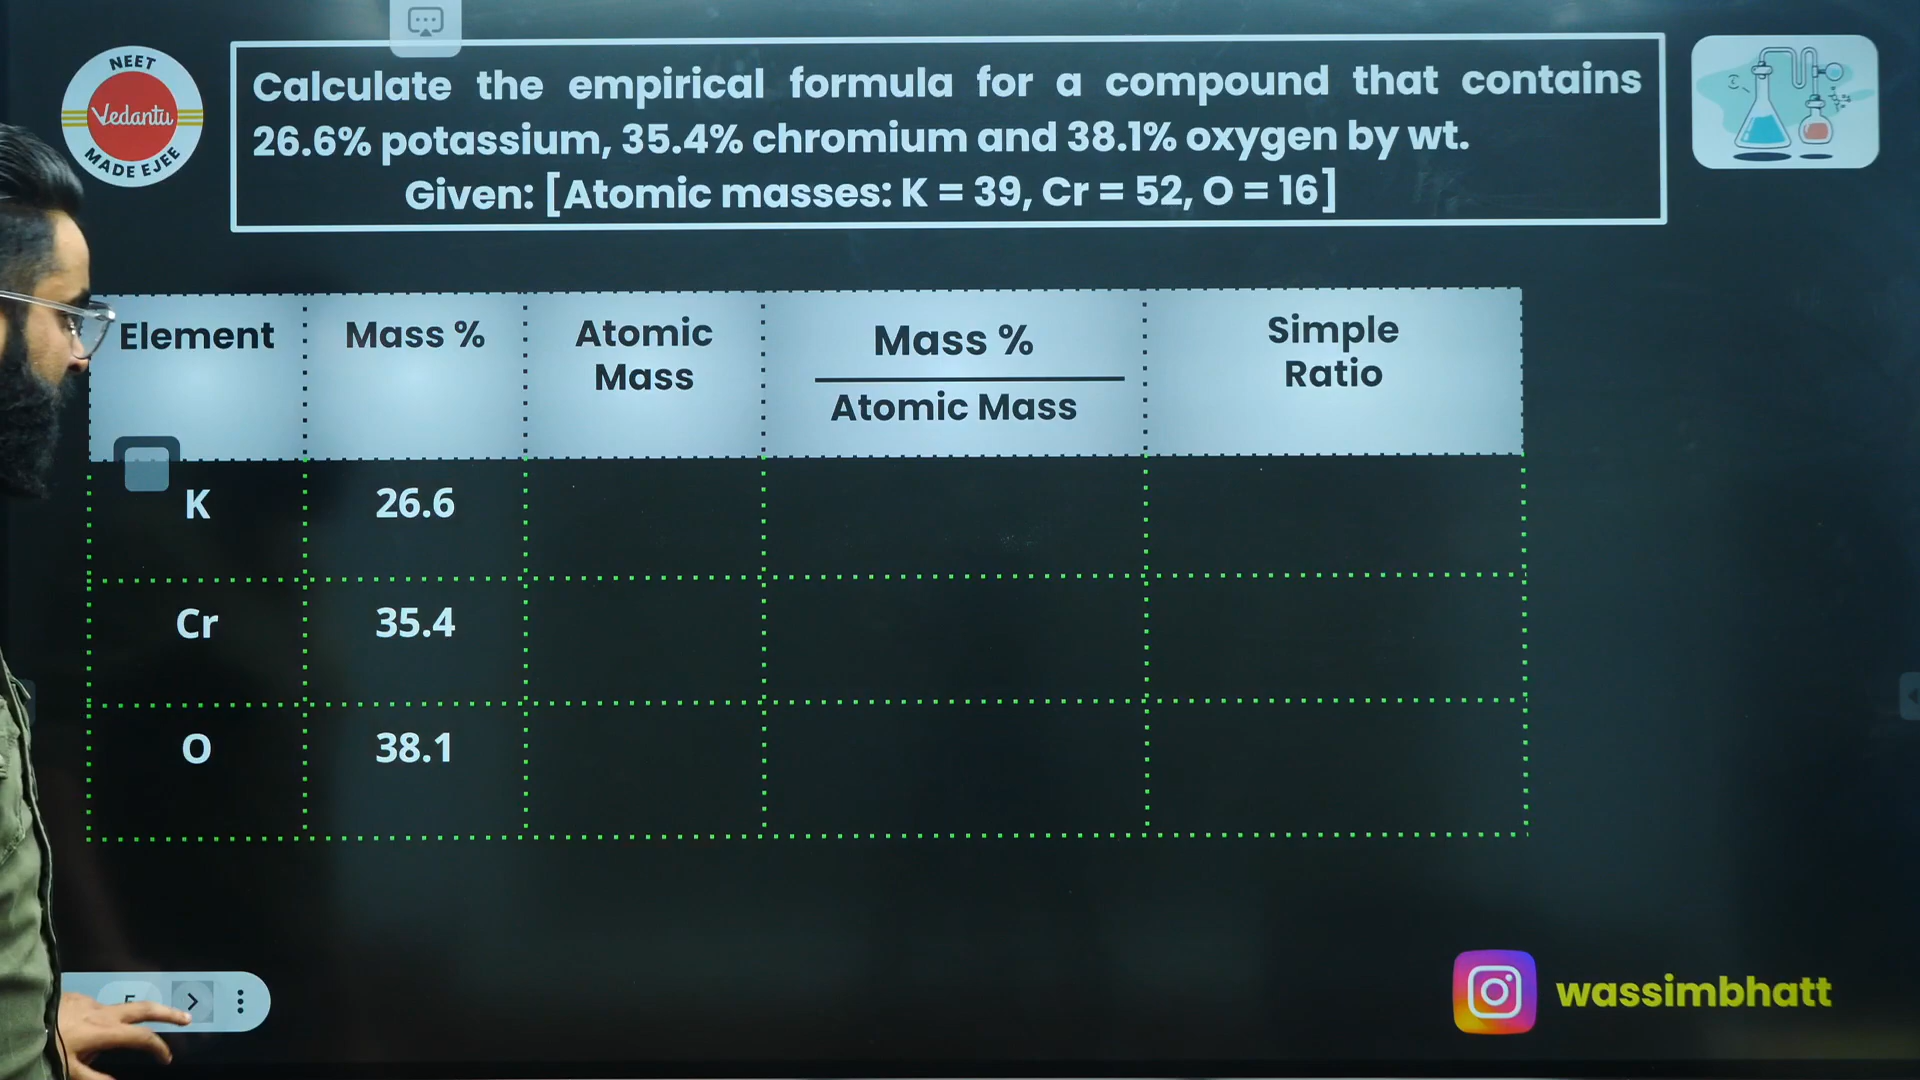 NEET
Vedantu
MADE EJEE
Calculate the empirical formula for a compound that contains
26.6% potassium, 35.4% chromium and 38.1% oxygen by wt.
Given: [Atomic masses: K = 39, Cr = 52, O = 16]
Element
Mass %
Atomic
Mass
Mass %
Atomic Mass
Simple
Ratio
K
26.6
Cr
35.4
O
38.1
wassimbhatt